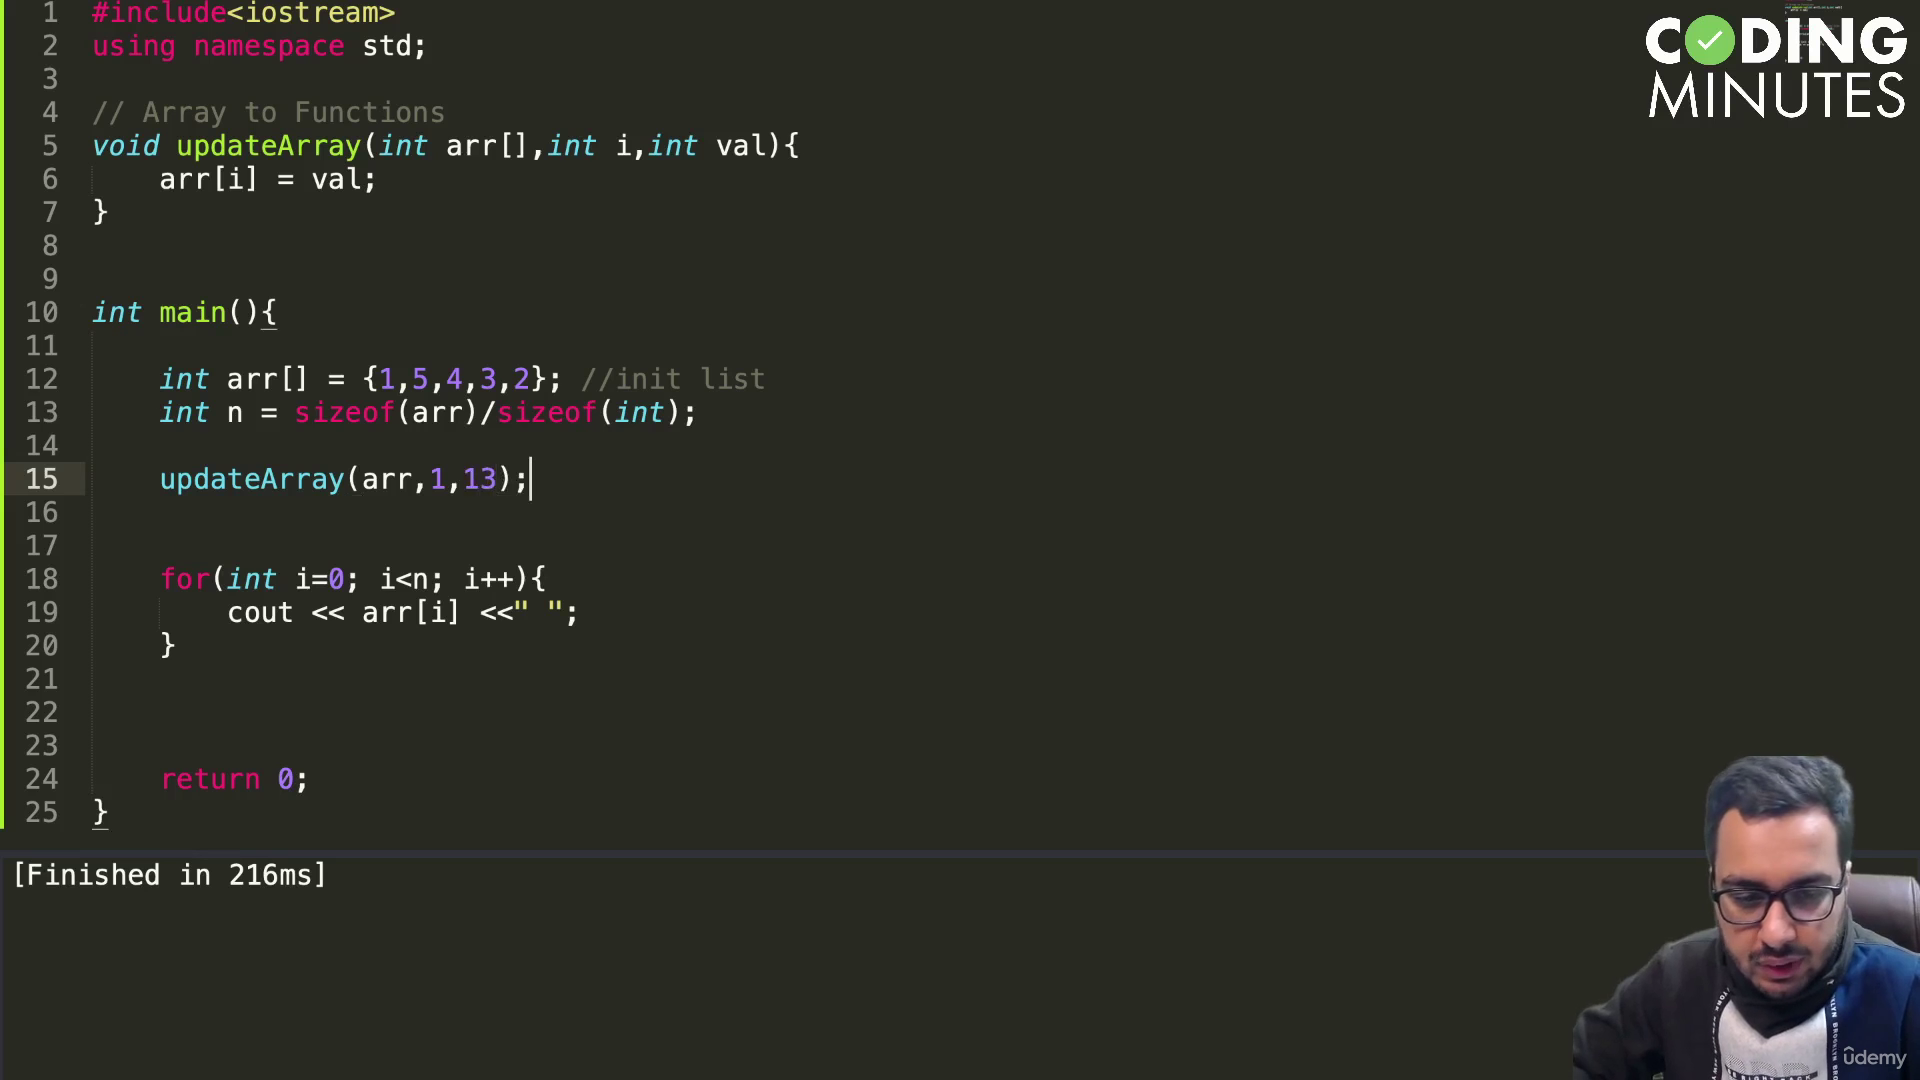 1 #include<iostream>
2 using namespace std;
3
4 // Array to Functions
5 void updateArray(int arr[],int i,int val){
6     arr[i] = val;
7 }
8
9
10 int main(){
11
12     int arr[] = {1,5,4,3,2}; //init list
13     int n = sizeof(arr)/sizeof(int);
14
15     updateArray(arr,1,13);
16
17
18     for(int i=0; i<n; i++){
19         cout << arr[i] <<" ";
20     }
21
22
23
24     return 0;
25 }
[Finished in 216ms]
CODING
MINUTES
udemy